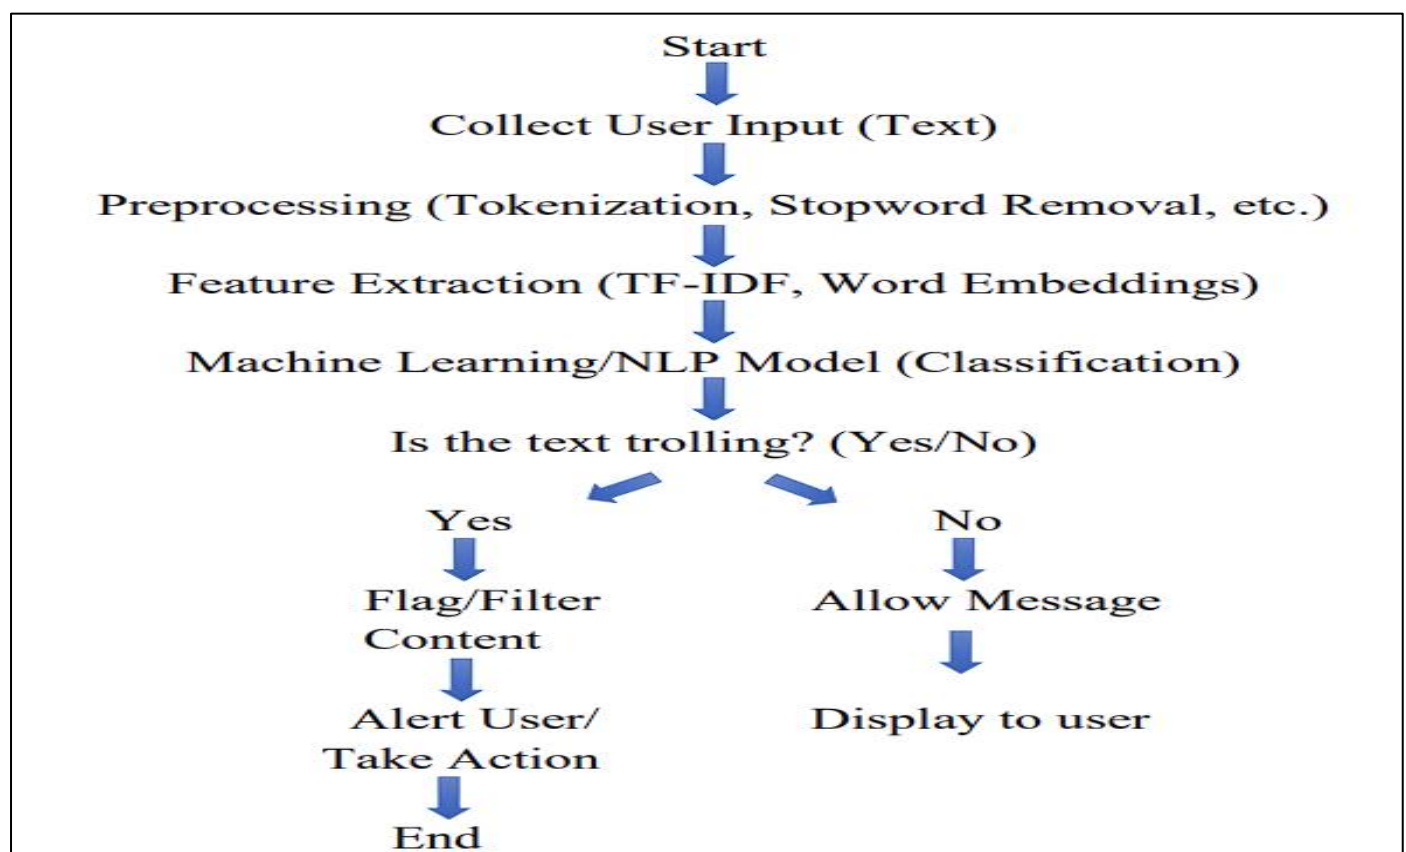 Start
Collect User Input (Text)
Preprocessing (Tokenization, Stopword Removal, etc.)
Feature Extraction (TF-IDF, Word Embeddings)
Machine Learning/NLP Model (Classification)
Is the text trolling? (Yes/No)
Yes
No
Flag/Filter
Content
Allow Message
Alert User/
Take Action
Display to user
End